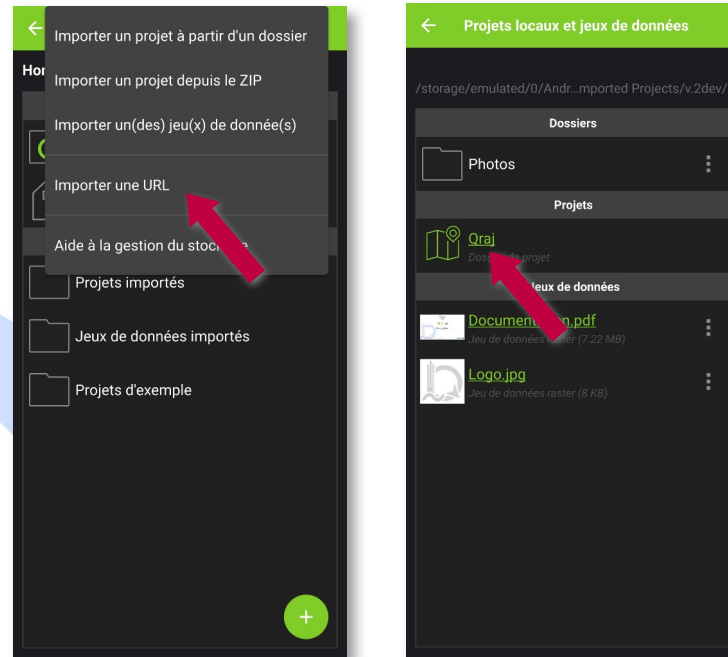 Importer un projet à partir d'un dossier
Importer un projet depuis le ZIP
Importer un(des) jeu(x) de donnée(s)
Importer une URL
Aide à la gestion du
Projets importés
Jeux de données importés
Projets d'exemple
+
Projets locaux et jeux de données
/storage/emulated/0/Andr...mported Projects/v.2dev/
Dossiers
Photos
Projets
Qraj
projet
Jeux de données
.pdf
Jeu de données raster (7.22 MB)
Logo.jpg
Jeu de données raster (8 KB)